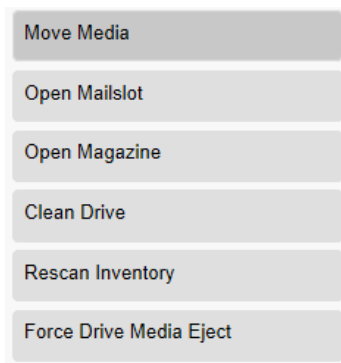 Move Media
Open Mailslot
Open Magazine
Clean Drive
Rescan Inventory
Force Drive Media Eject